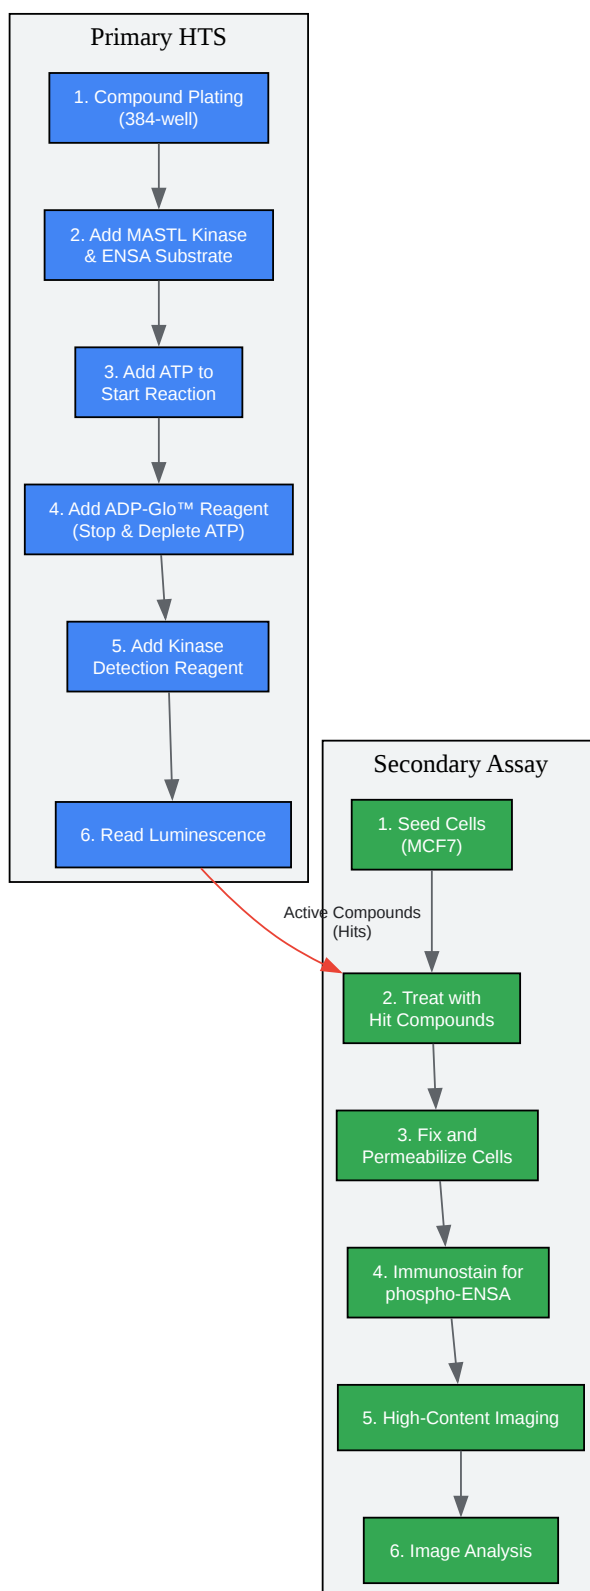 Primary HTS
1. Compound Plating
(384-well)
2. Add MASTL Kinase
& ENSA Substrate
3. Add ATP to
Start Reaction
4. Add ADP-Glo™ Reagent
(Stop & Deplete ATP)
5. Add Kinase
Detection Reagent
6. Read Luminescence
Active Compounds
(Hits)
Secondary Assay
1. Seed Cells
(MCF7)
2. Treat with
Hit Compounds
3. Fix and
Permeabilize Cells
4. Immunostain for
phospho-ENSA
5. High-Content Imaging
6. Image Analysis